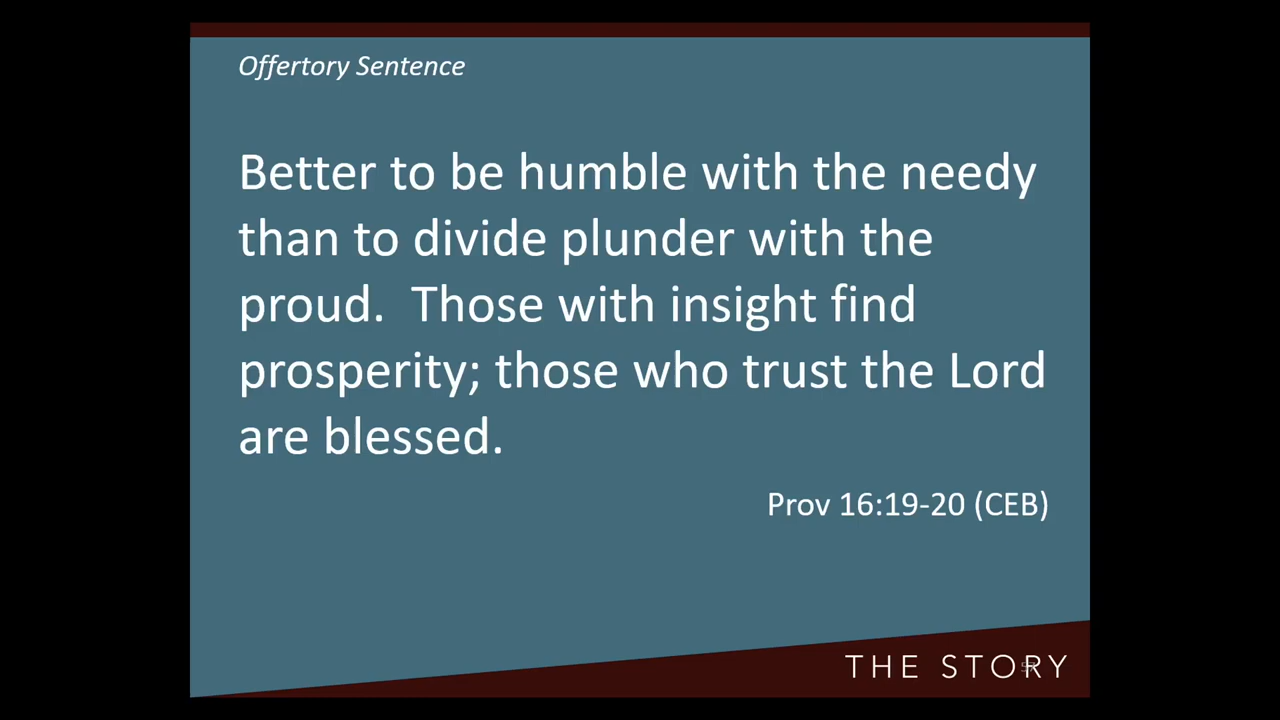 Offertory Sentence
Better to be humble with the needy
than to divide plunder with the
proud.  Those with insight find
prosperity; those who trust the Lord
are blessed.
Prov 16:19-20 (CEB)
THE STORY